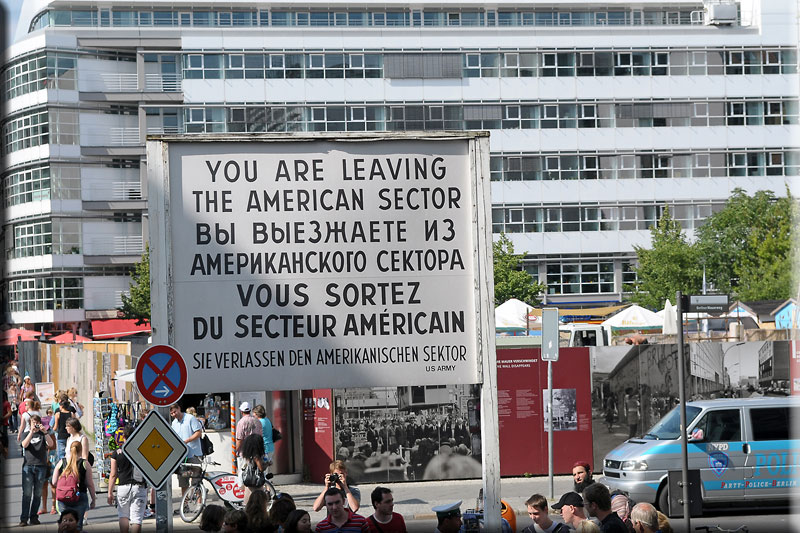 YOU ARE LEAVING
THE AMERICAN SECTOR
ВЫ ВЫЕЗЖАЕТЕ ИЗ
АМЕРИКАНСКОГО СЕКТОРА
VOUS SORTEZ
DU SECTEUR AMÉRICAIN
SIE VERLASSEN DEN AMERIKANISCHEN SEKTOR
US ARMY